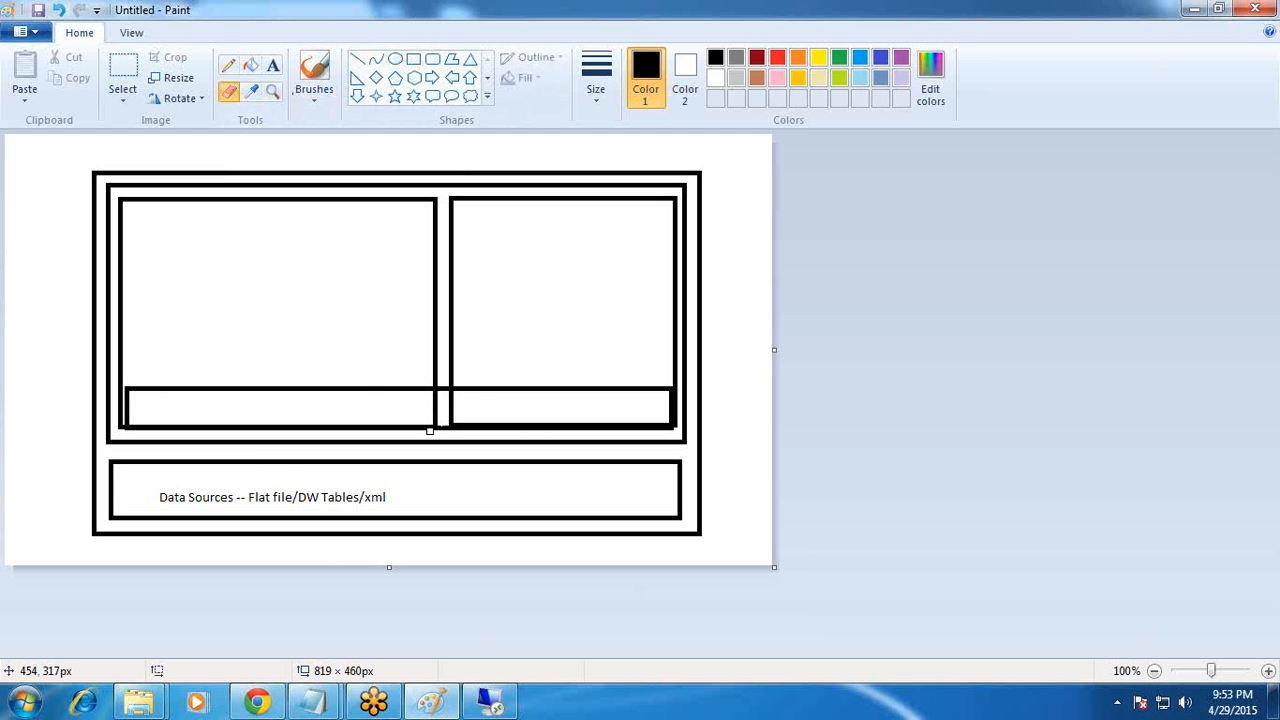 Untitled - Paint
Home
View
Paste
Cut
Copy
Clipboard
Select
Crop
Resize
Rotate
Image
Tools
Brushes
Outline
Fill
Shapes
Size
Color
1
Color
2
Edit
colors
Colors
Data Sources -- Flat file/DW Tables/xml
454, 317px
819 × 460px
100%
9:53 PM
4/29/2015